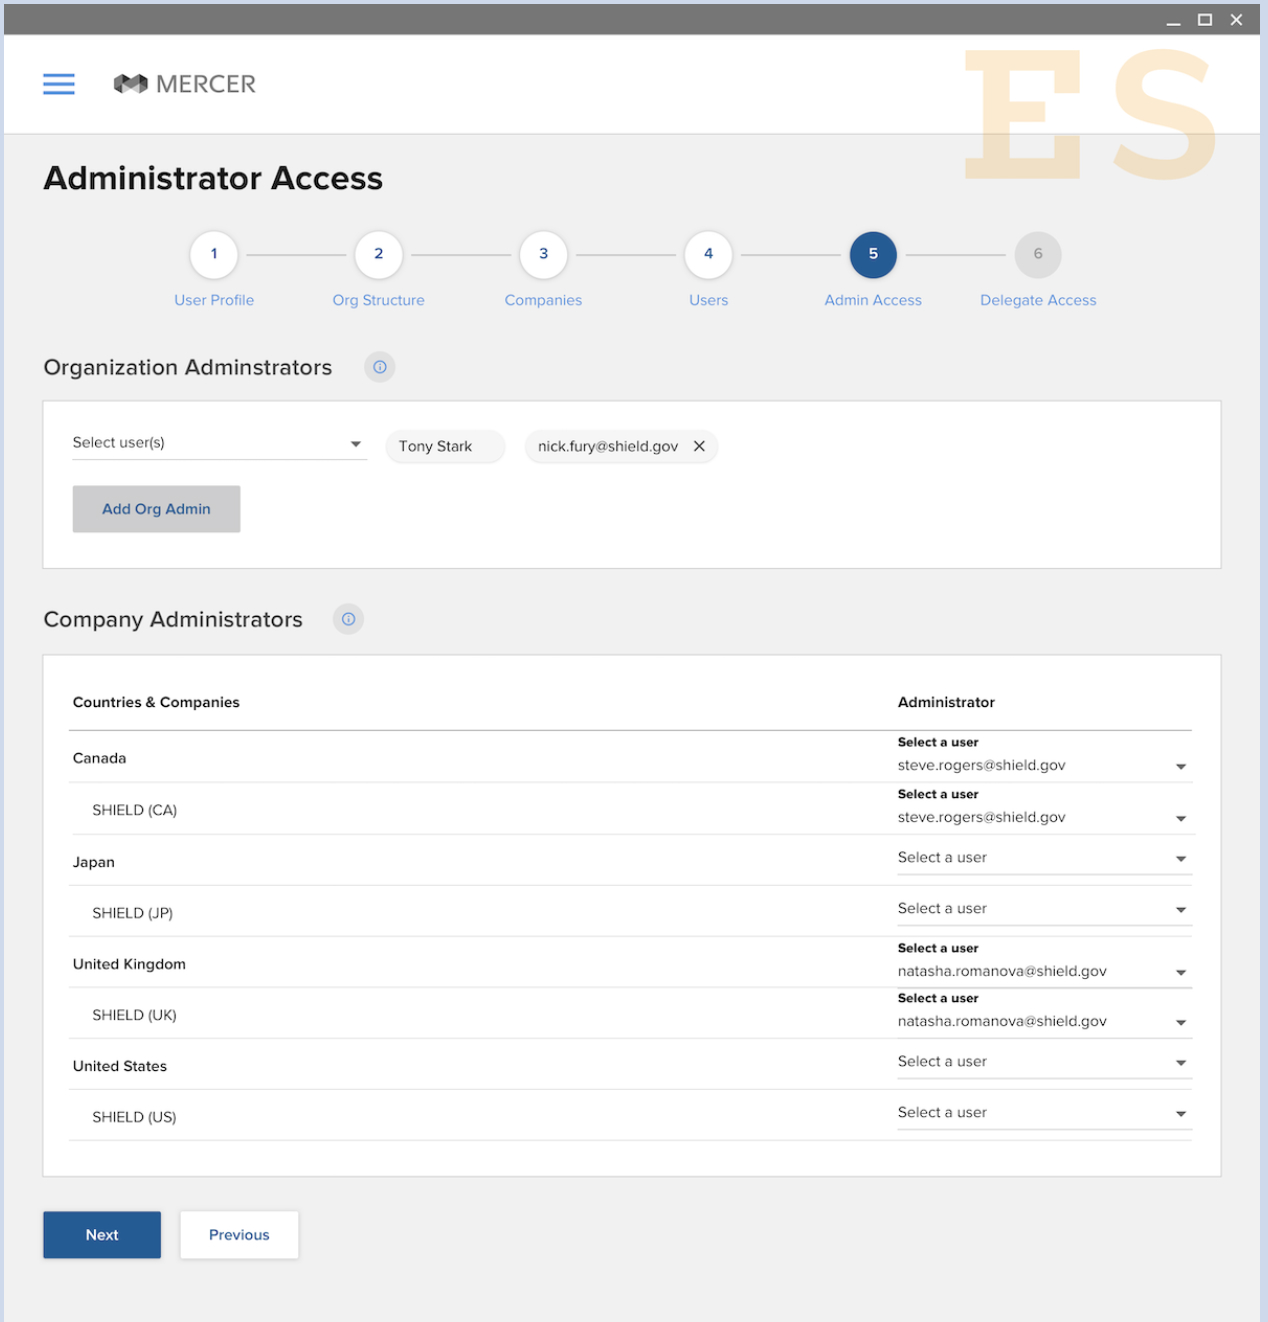 MERCER
ES
Administrator Access
1 2 3 4 5 6
User Profile Org Structure Companies Users Admin Access Delegate Access
Organization Adminstrators
Select user(s) Tony Stark nick.fury@shield.gov
Add Org Admin
Company Administrators
Countries & Companies Administrator
Select a user
Canada steve.rogers@shield.gov
Select a user
SHIELD (CA) steve.rogers@shield.gov
Japan Select a user
SHIELD (JP) Select a user
Select a user
United Kingdom natasha.romanova@shield.gov
Select a user
SHIELD (UK) natasha.romanova@shield.gov
United States Select a user
SHIELD (US) Select a user
Next Previous